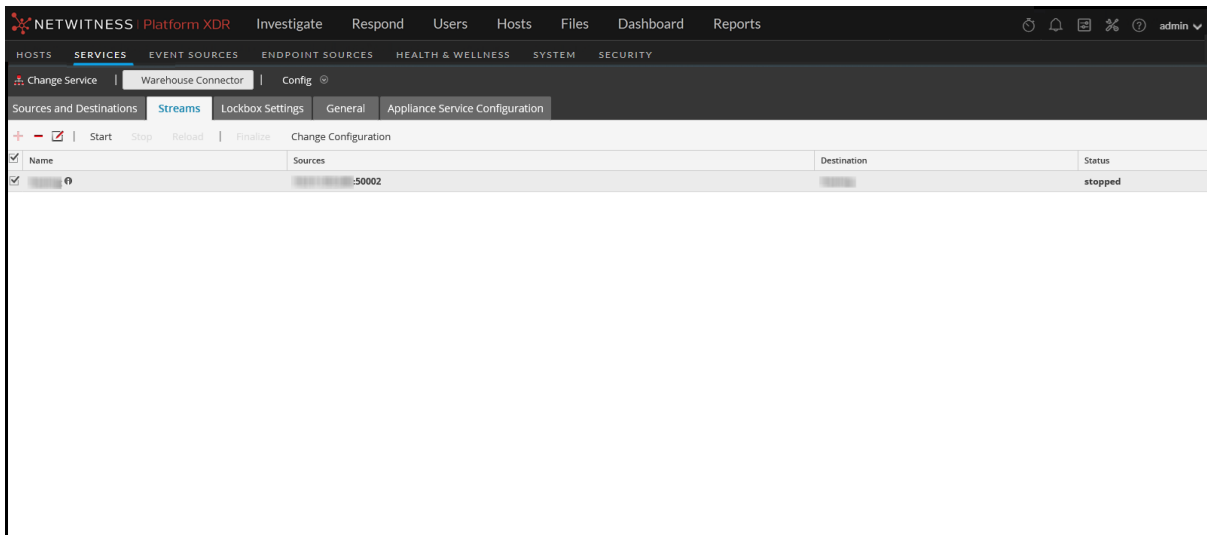 NETWITNESS Platform XDR Investigate Respond Users Hosts Files Dashboard Reports admin
HOSTS SERVICES EVENT SOURCES ENDPOINT SOURCES HEALTH & WELLNESS SYSTEM SECURITY
Change Service | Warehouse Connector | Config
Sources and Destinations Streams Lockbox Settings General Appliance Service Configuration
Start Stop Reload | Finalize Change Configuration
Name Sources Destination Status
:50002 stopped